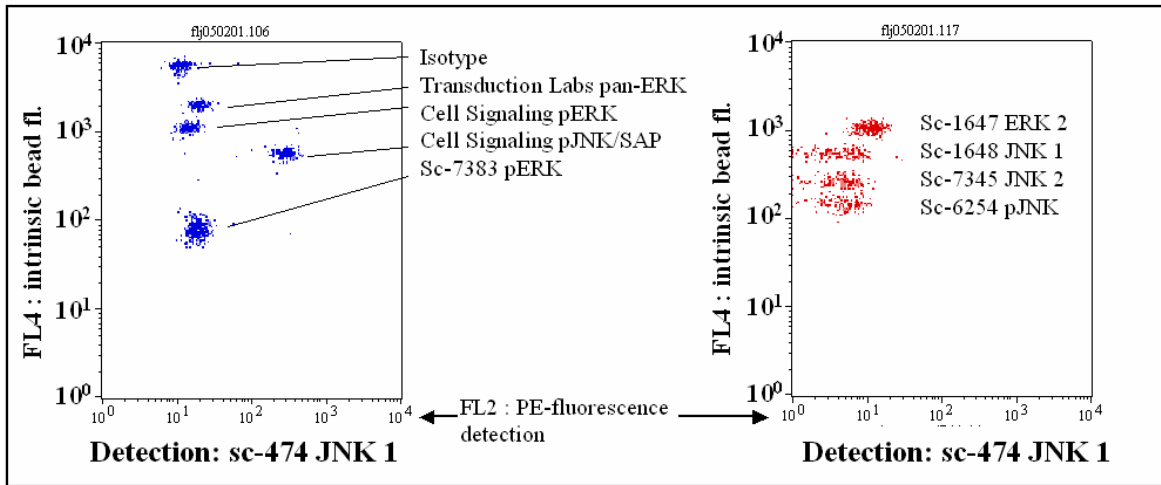 flj050201.106
10⁴
10³
10²
10¹
10⁰
FL4 : intrinsic bead fl.
10⁰ 10¹ 10² 10³ 10⁴
Detection: sc-474 JNK 1
Isotype
Transduction Labs pan-ERK
Cell Signaling pERK
Cell Signaling pJNK/SAP
Sc-7383 pERK
FL2 : PE-fluorescence
detection
flj050201.117
10⁴
10³
10²
10¹
10⁰
FL4 : intrinsic bead fl.
Sc-1647 ERK 2
Sc-1648 JNK 1
Sc-7345 JNK 2
Sc-6254 pJNK
10⁰ 10¹ 10² 10³ 10⁴
Detection: sc-474 JNK 1